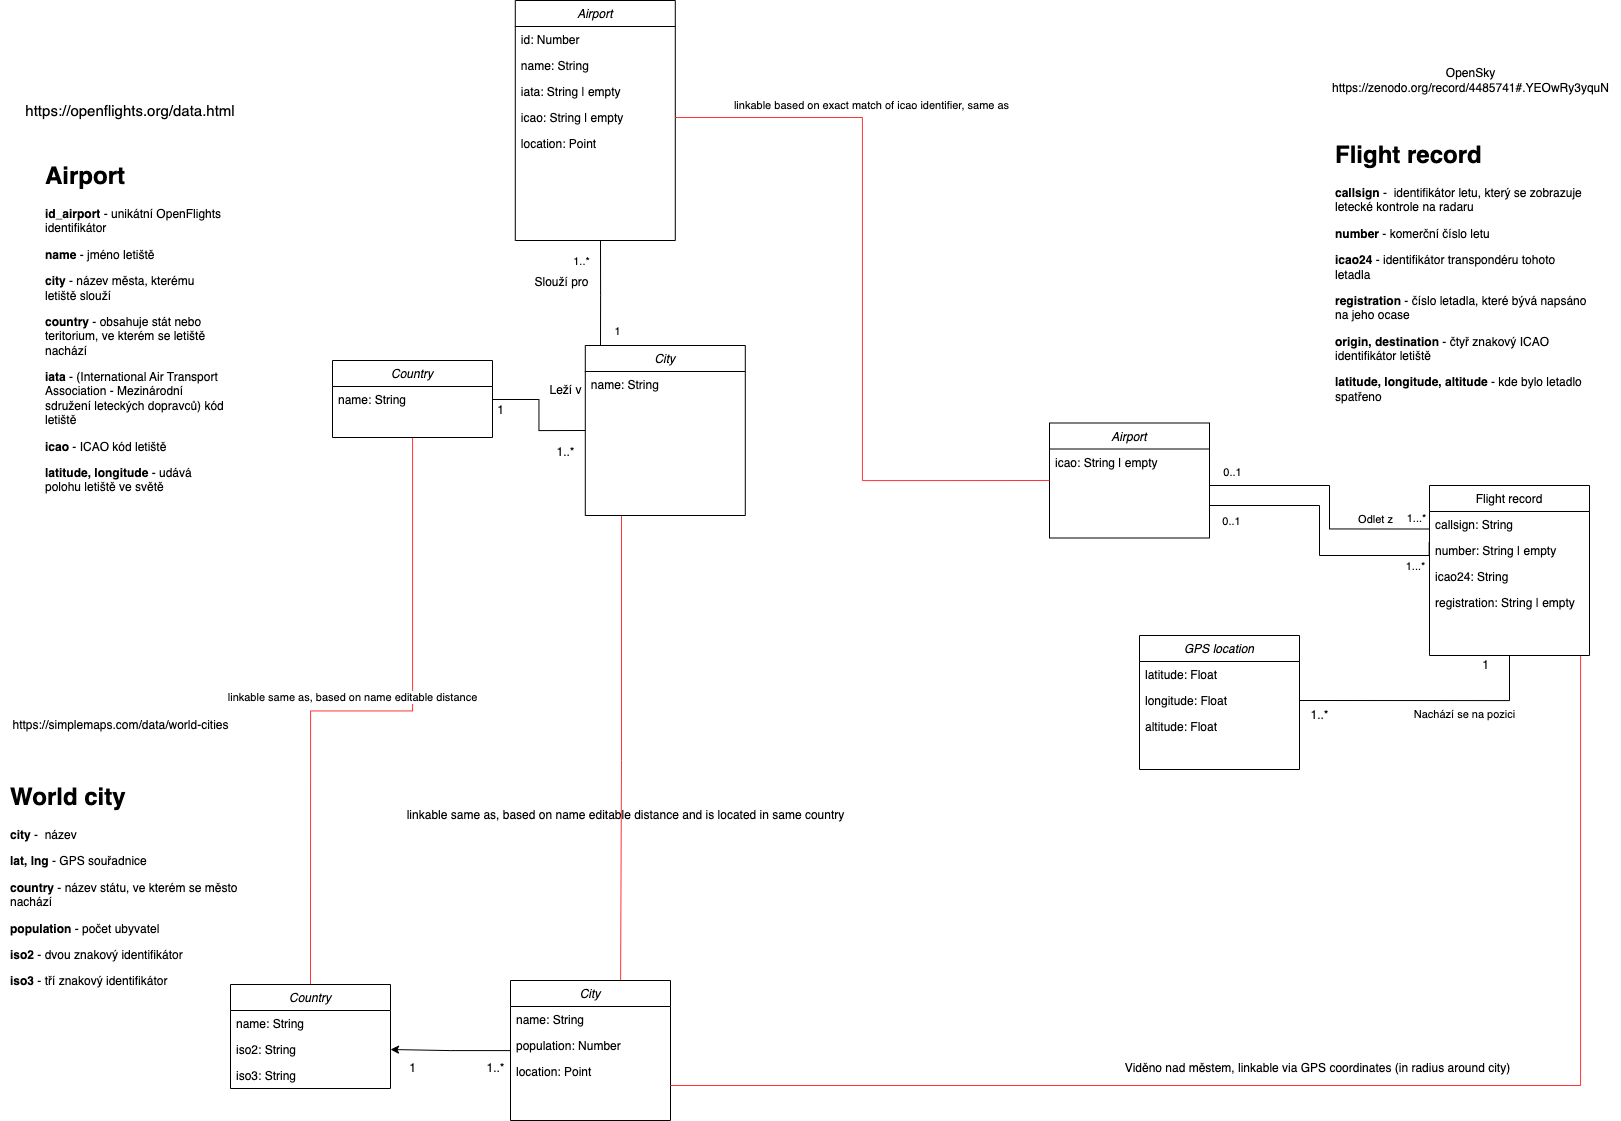 Airport
id: Number
name: String
iata: String | empty
icao: String | empty
location: Point
OpenSky
https://zenodo.org/record/4485741#.YEOwRy3yquN
https://openflights.org/data.html
linkable based on exact match of icao identifier, same as
Airport
id_airport - unikátní OpenFlights
identifikátor
name - jméno letiště
city - název města, kterému
letiště slouží
country - obsahuje stát nebo
teritorium, ve kterém se letiště
nachází
iata - (International Air Transport
Association - Mezinárodní
sdružení leteckých dopravců) kód
letiště
icao - ICAO kód letiště
latitude, longitude - udává
polohu letiště ve světě
Flight record
callsign -  identifikátor letu, který se zobrazuje
letecké kontrole na radaru
number - komerční číslo letu
icao24 - identifikátor transpondéru tohoto
letadla
registration - číslo letadla, které bývá napsáno
na jeho ocase
origin, destination - čtyř znakový ICAO
identifikátor letiště
latitude, longitude, altitude - kde bylo letadlo
spatřeno
1..*
Slouží pro
1
Country
name: String
1
Leží v
1..*
City
name: String
Airport
icao: String | empty
0..1
0..1
Odlet z
1...*
1...*
Flight record
callsign: String
number: String | empty
icao24: String
registration: String | empty
GPS location
latitude: Float
longitude: Float
altitude: Float
1
1..*
Nachází se na pozici
linkable same as, based on name editable distance
https://simplemaps.com/data/world-cities
World city
city -  název
lat, lng - GPS souřadnice
country - název státu, ve kterém se město
nachází
population - počet ubyvatel
iso2 - dvou znakový identifikátor
iso3 - tří znakový identifikátor
linkable same as, based on name editable distance and is located in same country
Country
name: String
iso2: String
iso3: String
1
1..*
City
name: String
population: Number
location: Point
Viděno nad městem, linkable via GPS coordinates (in radius around city)